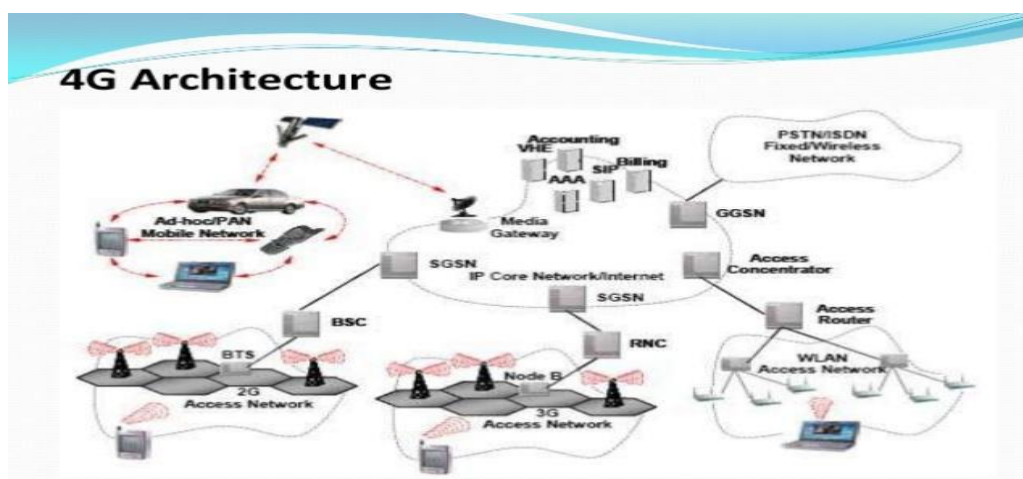 4G Architecture
Accounting
VHE
SIP
Billing
AAA
PSTN/ISDN
Fixed/Wireless
Network
Ad-hoc/PAN
Mobile Network
Media
Gateway
GGSN
SGSN
IP Core Network/Internet
SGSN
Access
Concentrator
BSC
RNC
Access
Router
BTS
2G
Access Network
Node B
3G
Access Network
WLAN
Access Network